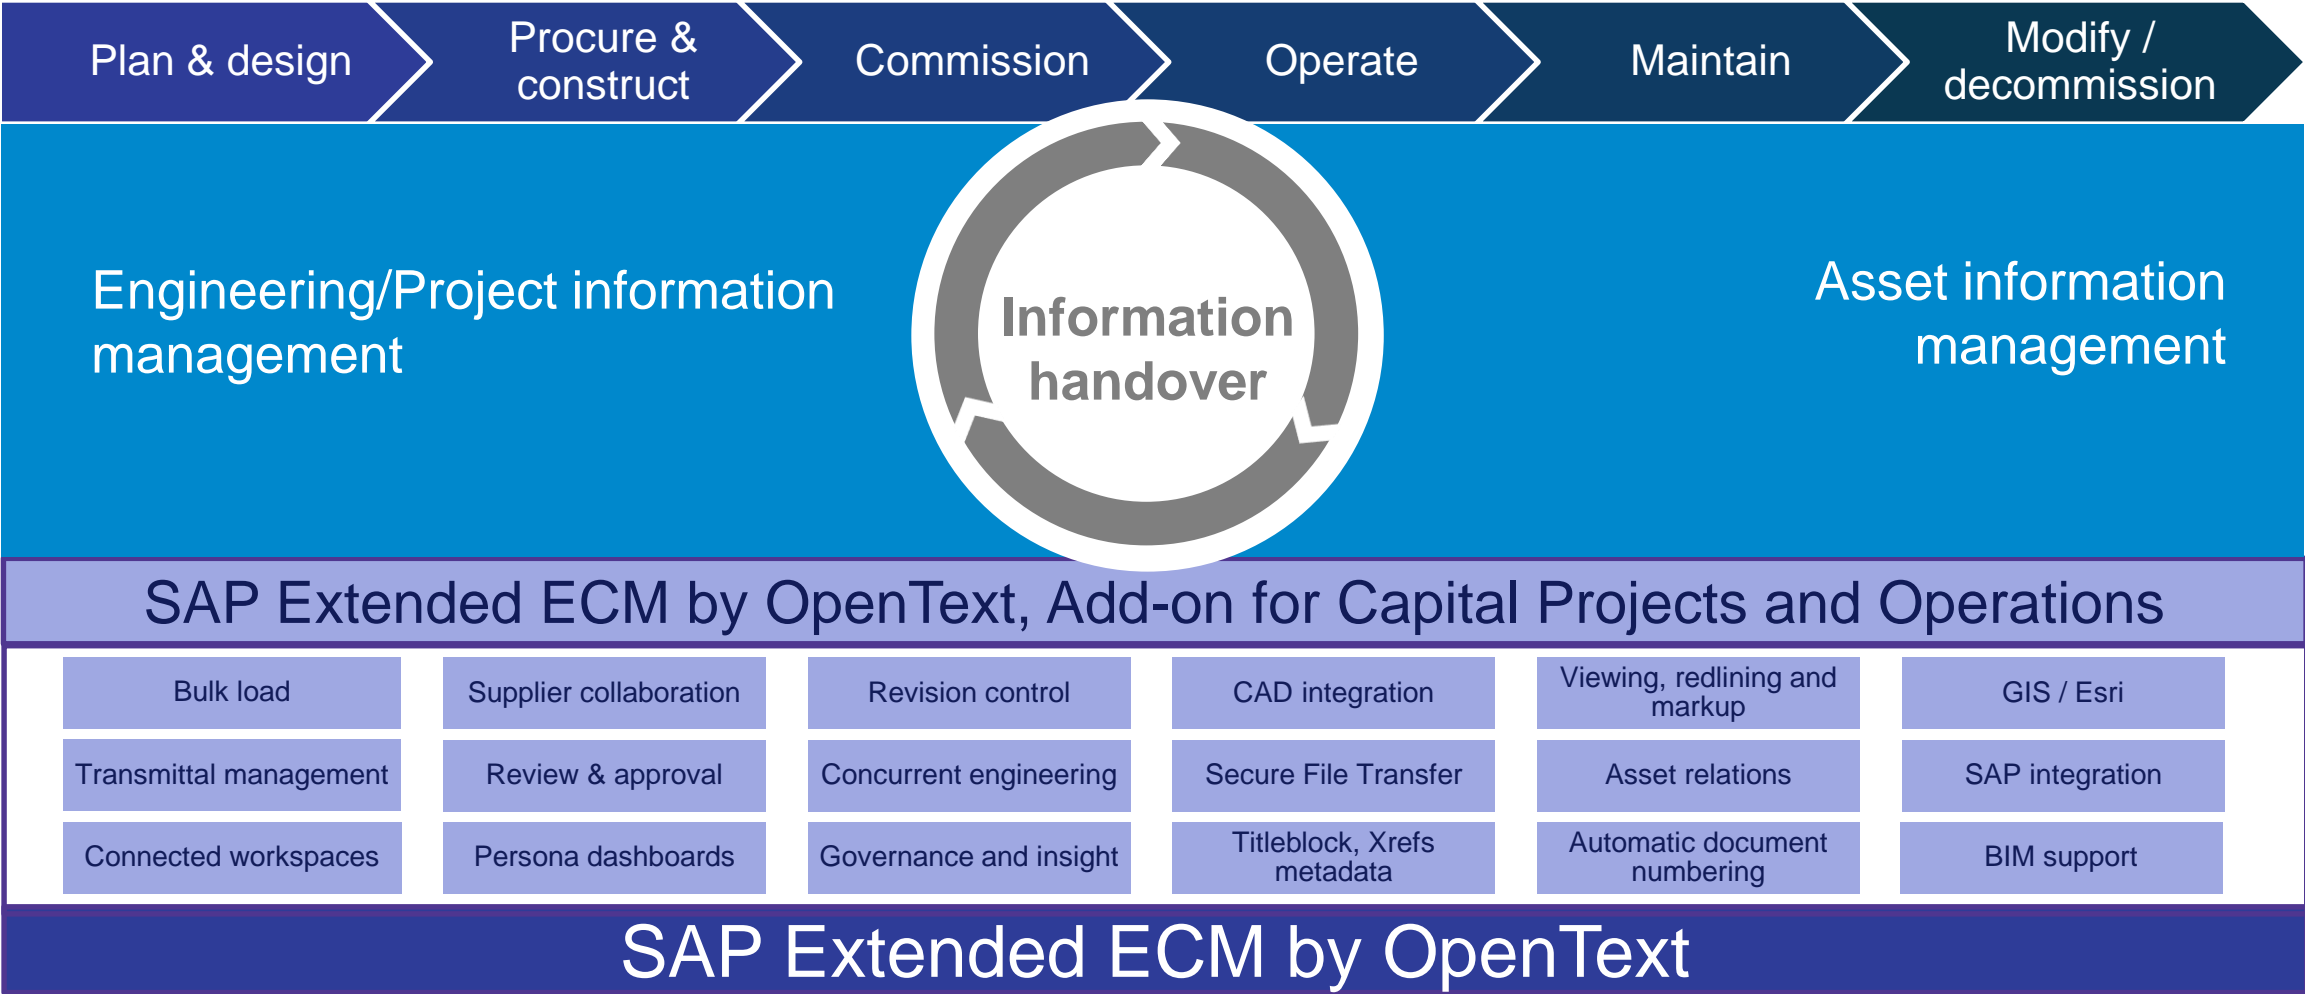 Plan & design
Procure &
construct
Commission
Operate
Maintain
Modify /
decommission
Engineering/Project information
management
Information
handover
Asset information
management
SAP Extended ECM by OpenText, Add-on for Capital Projects and Operations
Bulk load
Supplier collaboration
Revision control
CAD integration
Viewing, redlining and
markup
GIS / Esri
Transmittal management
Review & approval
Concurrent engineering
Secure File Transfer
Asset relations
SAP integration
Connected workspaces
Persona dashboards
Governance and insight
Titleblock, Xrefs
metadata
Automatic document
numbering
BIM support
SAP Extended ECM by OpenText